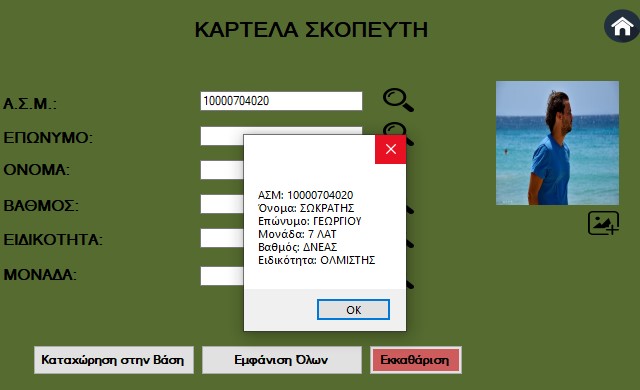 ΚΑΡΤΕΛΑ ΣΚΟΠΕΥΤΗ
Α.Σ.Μ.: 10000704020
ΕΠΩΝΥΜΟ:
ΟΝΟΜΑ:
ΒΑΘΜΟΣ:
ΕΙΔΙΚΟΤΗΤΑ:
ΜΟΝΑΔΑ:
ΑΣΜ: 10000704020
Όνομα: ΣΩΚΡΑΤΗΣ
Επώνυμο: ΓΕΩΡΓΙΟΥ
Μονάδα: 7 ΛΑΤ
Βαθμός: ΔΝΕΑΣ
Ειδικότητα: ΟΛΜΙΣΤΗΣ
OK
Καταχώρηση στην Βάση Εμφάνιση Όλων Εκκαθάριση